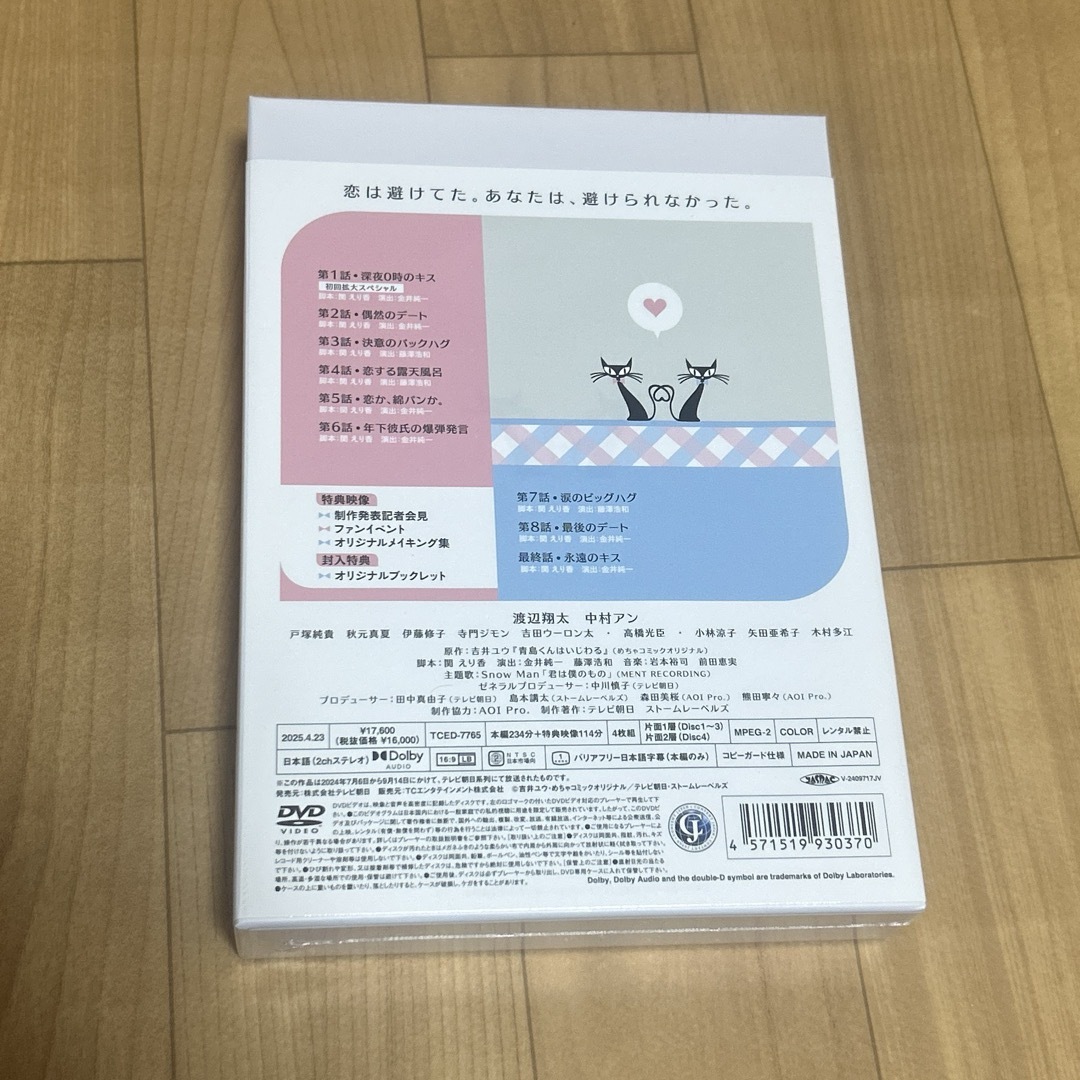 恋は避けてた。あなたは、避けられなかった。
第1話・深夜0時のキス
初回拡大スペシャル
脚本:関 えり香 演出:金井純一
第2話・偶然のデート
脚本:関 えり香 演出:金井純一
第3話・決意のバックハグ
脚本:関 えり香 演出:藤澤浩和
第4話・恋する露天風呂
脚本:関 えり香 演出:藤澤浩和
第5話・恋か、綿パンか。
脚本:関 えり香 演出:金井純一
第6話・年下彼氏の爆弾発言
脚本:関 えり香 演出:金井純一
特典映像
制作発表記者会見
ファンイベント
オリジナルメイキング集
封入特典
オリジナルブックレット
第7話・涙のビッグハグ
脚本:関 えり香 演出:藤澤浩和
第8話・最後のデート
脚本:関 えり香 演出:金井純一
最終話・永遠のキス
脚本:関 えり香 演出:金井純一
渡辺翔太 中村アン
戸塚純貴 秋元真夏 伊藤修子 寺門ジモン 吉田ウーロン太 ・ 高橋光臣 ・ 小林涼子 矢田亜希子 木村多江
原作:吉井ユウ『青島くんはいじわる』(めちゃコミックオリジナル)
脚本:関 えり香 演出:金井純一 藤澤浩和 音楽:岩本裕司 前田恵実
主題歌:Snow Man「君は僕のもの」(MENT RECORDING)
ゼネラルプロデューサー:中川慎子(テレビ朝日)
プロデューサー:田中真由子(テレビ朝日) 島本講太(ストームレーベルズ) 森田美桜(AOI Pro.) 熊田寧々(AOI Pro.)
制作協力:AOI Pro. 制作著作:テレビ朝日 ストームレーベルズ
2025.4.23 ¥17,600 (税抜価格 ¥16,000) TCED-7765 本編234分+特典映像114分 4枚組 片面1層(Disc1~3) 片面2層(Disc4) MPEG-2 COLOR レンタル禁止
日本語(2chステレオ) Dolby AUDIO 16:9 LB 2 NTSC 日本市場向 1 バリアフリー日本語字幕(本編のみ) コピーガード仕様 MADE IN JAPAN
※この作品は2024年7月6日から9月14日にかけて、テレビ朝日系列にて放送されたものです。
発売元:株式会社テレビ朝日 販売元:TCエンタテインメント株式会社 ©吉井ユウ・めちゃコミックオリジナル/テレビ朝日・ストームレーベルズ
JASRAC V-2409717JV
DVD VIDEO
4 571519 930370
Dolby, Dolby Audio and the double-D symbol are trademarks of Dolby Laboratories.